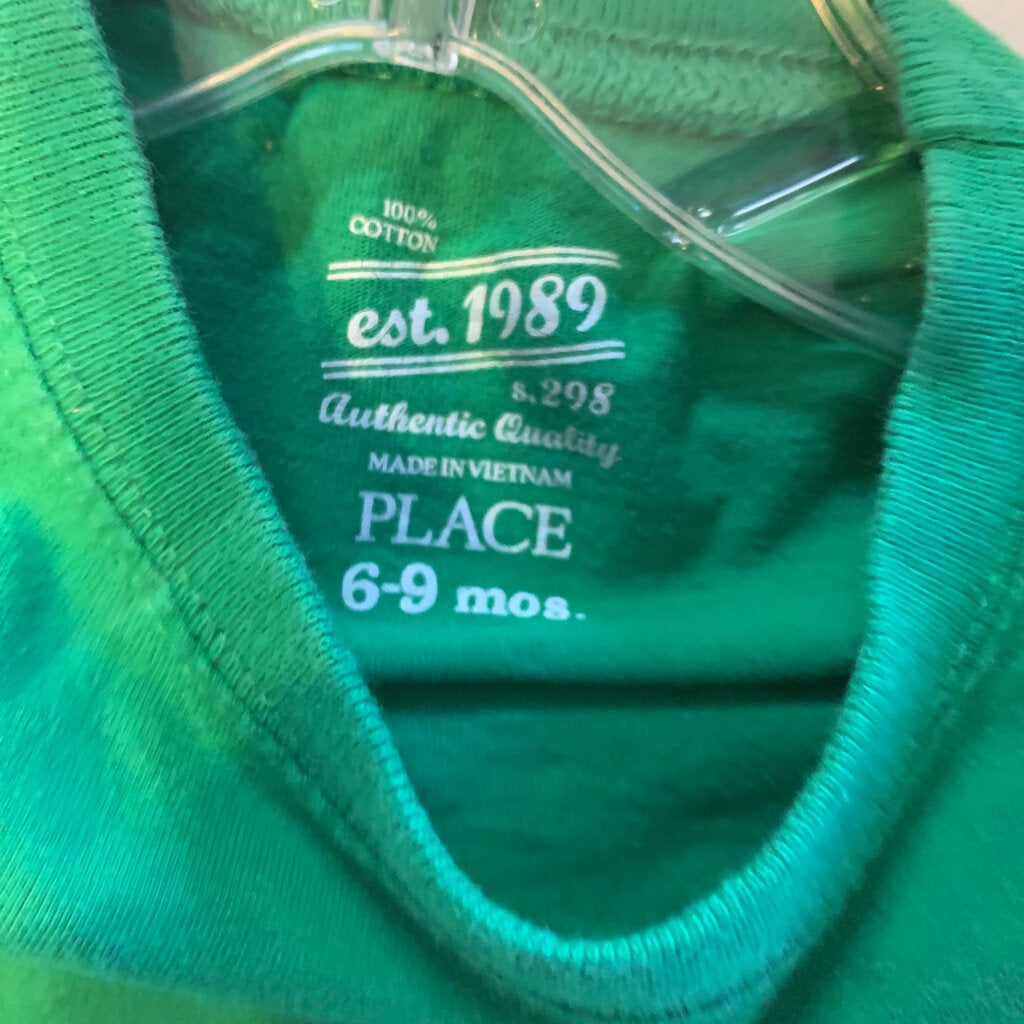 100%
COTTON
est. 1989
s.298
Authentic Quality
MADE IN VIETNAM
PLACE
6-9 mos.